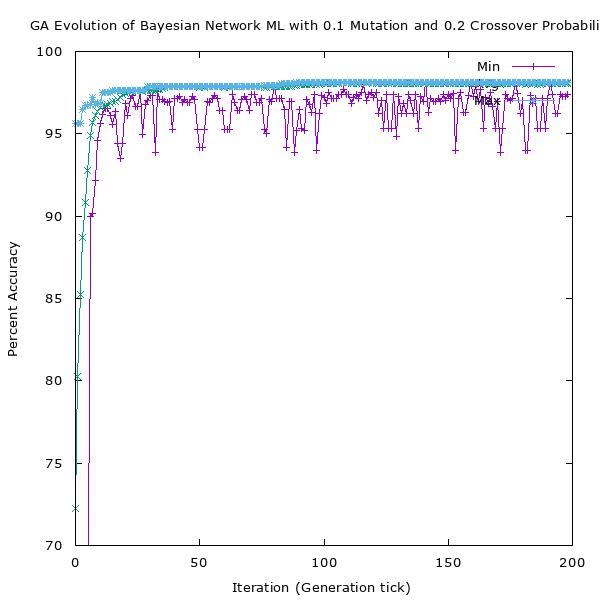 GA Evolution of Bayesian Network ML with 0.1 Mutation and 0.2 Crossover Probabili
100
95
90
85
80
75
70
0 50 100 150 200
Percent Accuracy
Iteration (Generation tick)
Min
Max